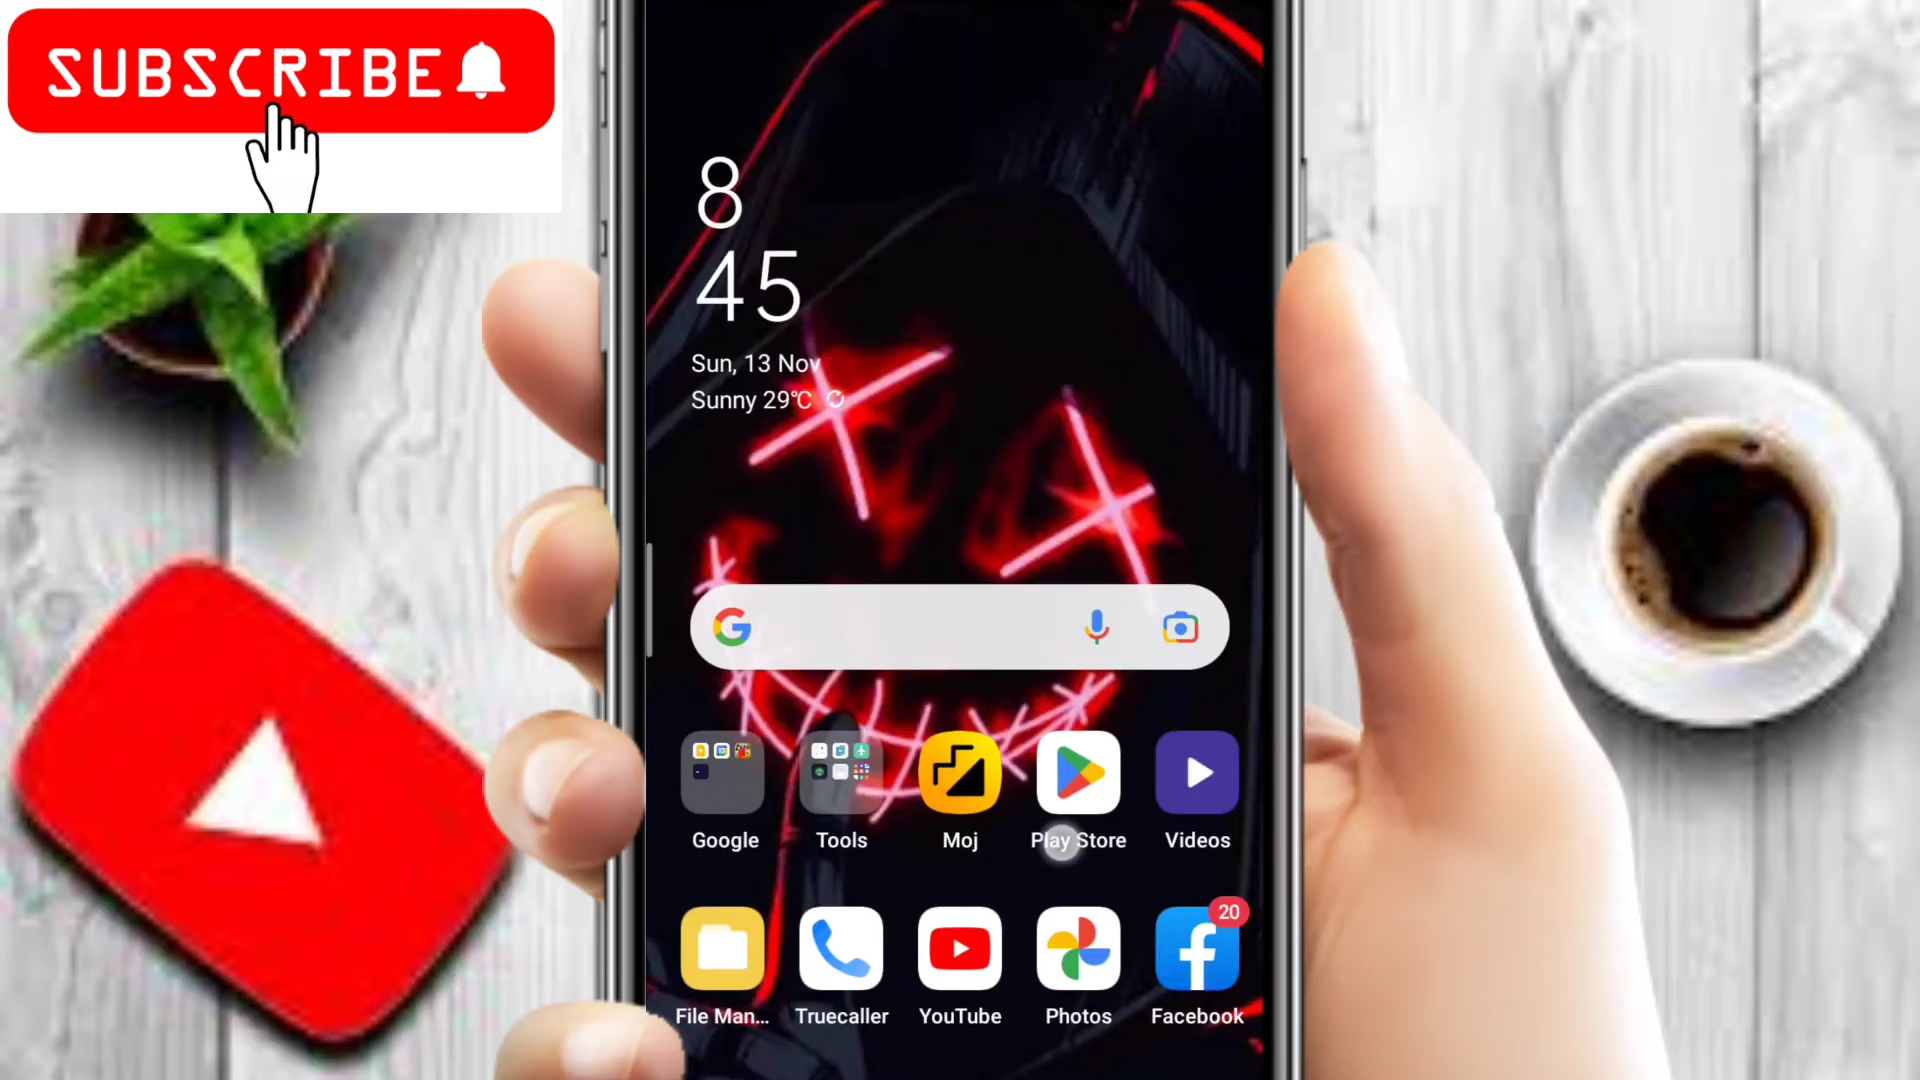 SUBSCRIBE
8
45
Sun, 13 Nov
Sunny 29°C
Google Tools Moj Play Store Videos
20
File Man... Truecaller YouTube Photos Facebook